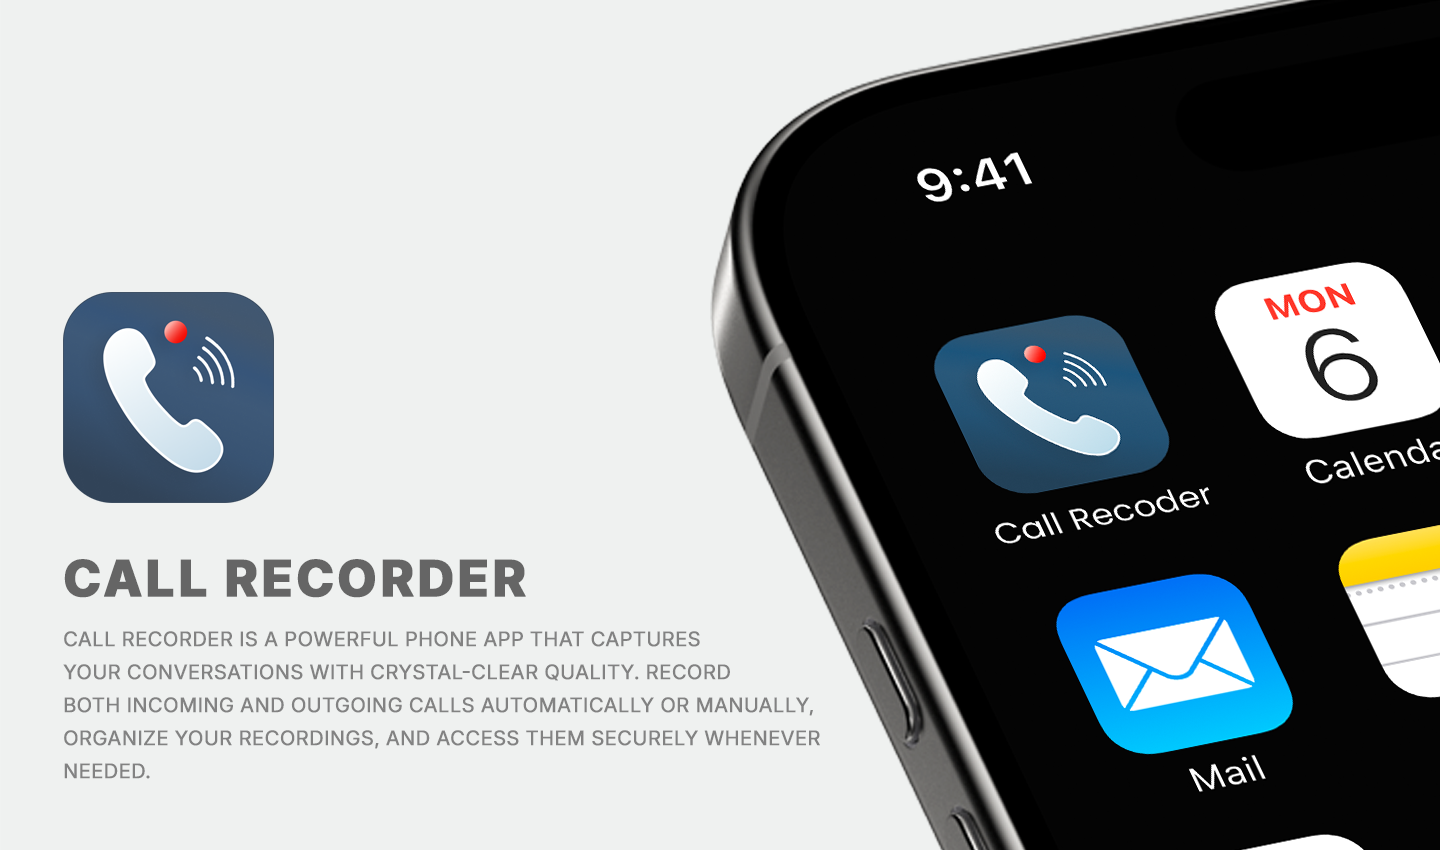 9:41
MON
6
Call Recoder
Calenda
Mail
CALL RECORDER
CALL RECORDER IS A POWERFUL PHONE APP THAT CAPTURES
YOUR CONVERSATIONS WITH CRYSTAL-CLEAR QUALITY. RECORD
BOTH INCOMING AND OUTGOING CALLS AUTOMATICALLY OR MANUALLY,
ORGANIZE YOUR RECORDINGS, AND ACCESS THEM SECURELY WHENEVER
NEEDED.